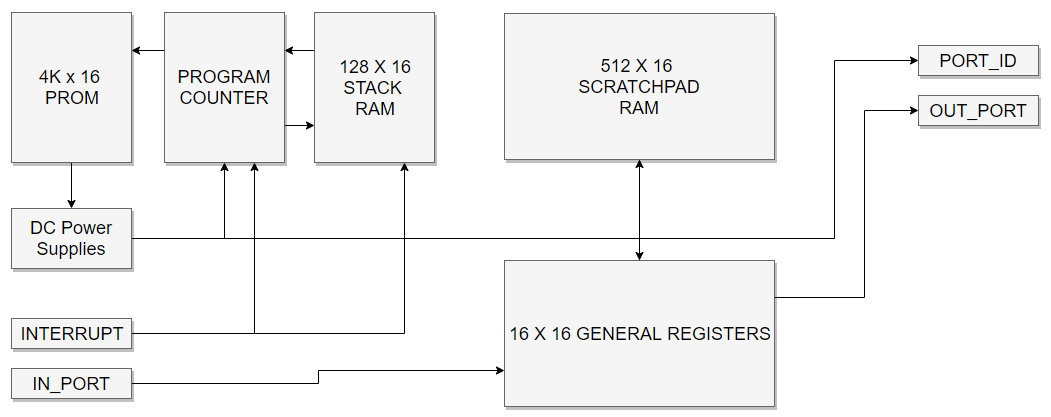 4K x 16
PROM
PROGRAM
COUNTER
128 X 16
STACK
RAM
512 X 16
SCRATCHPAD
RAM
PORT_ID
OUT_PORT
DC Power
Supplies
INTERRUPT
16 X 16 GENERAL REGISTERS
IN_PORT